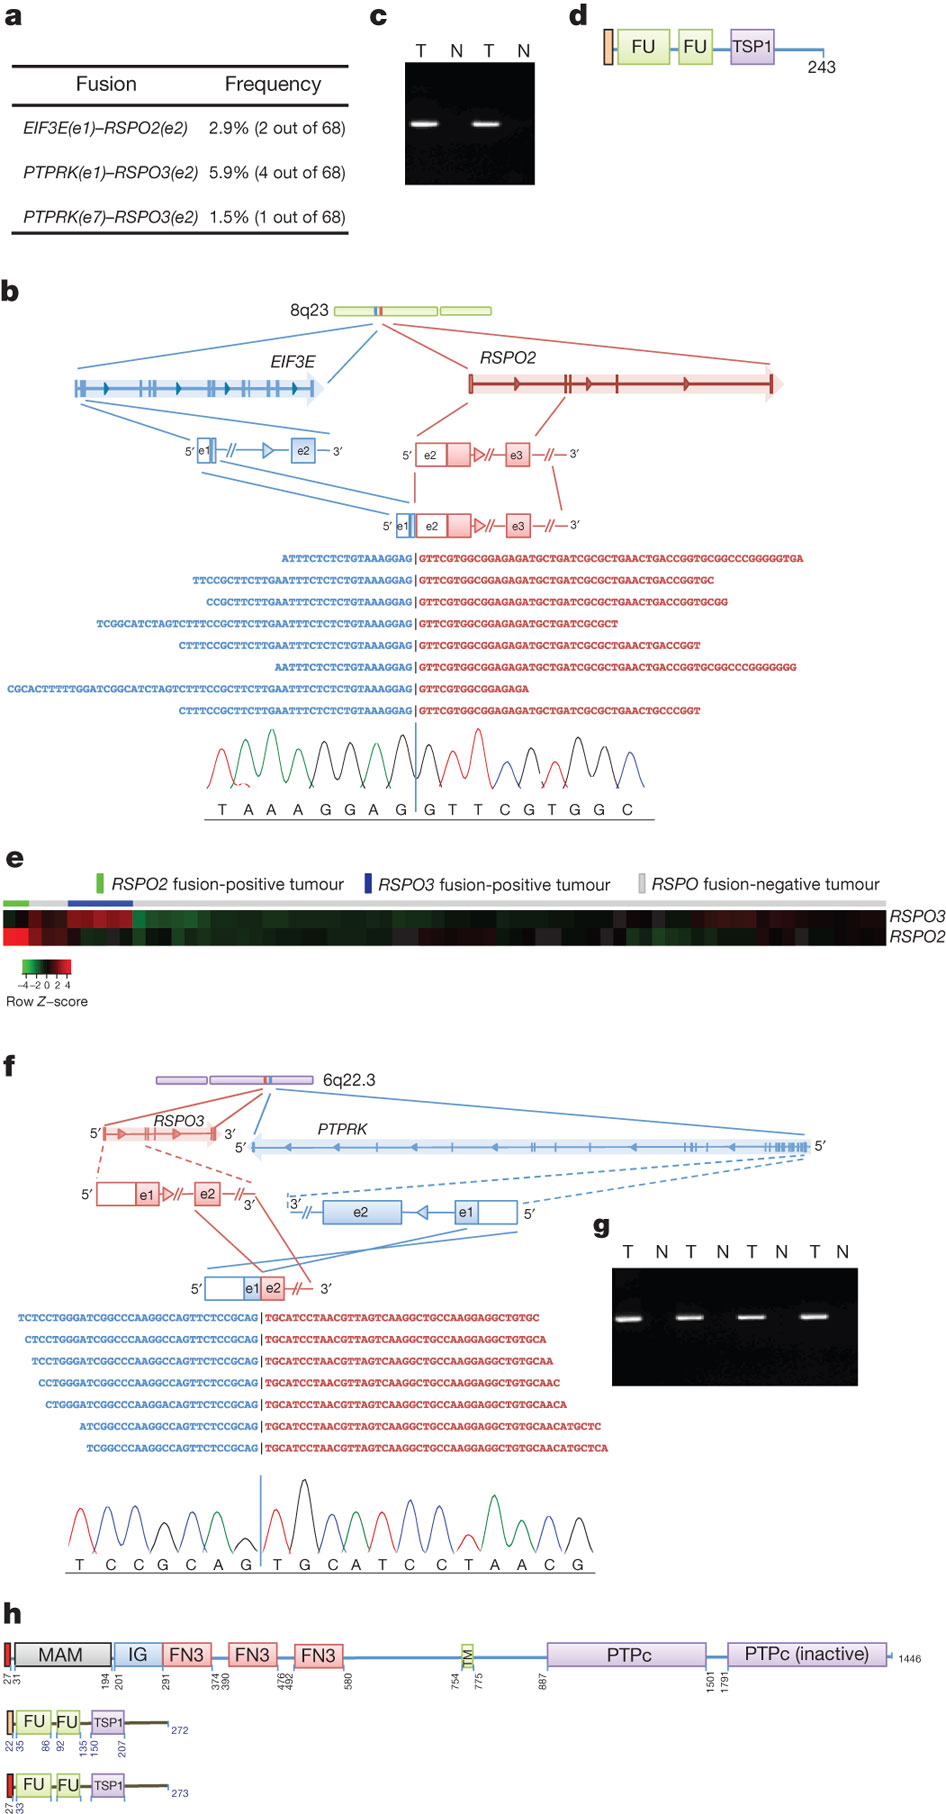 a
Fusion Frequency
EIF3E(e1)–RSPO2(e2) 2.9% (2 out of 68)
PTPRK(e1)–RSPO3(e2) 5.9% (4 out of 68)
PTPRK(e7)–RSPO3(e2) 1.5% (1 out of 68)
c
T N T N
d
FU FU TSP1
243
b
8q23
EIF3E RSPO2
5′ e1 e2 3′ 5′ e2 e3 3′
5′ e1 e2 e3 3′
ATTTCTCTCTGTAAAGGAG|GTTCGTGGCGGAGAGATGCTGATCGCGCTGAACTGACCGGTGCGGCCCGGGGGTGA
TTCCGCTTCTTGAATTTCTCTCTGTAAAGGAG|GTTCGTGGCGGAGAGATGCTGATCGCGCTGAACTGACCGGTGC
CCGCTTCTTGAATTTCTCTCTGTAAAGGAG|GTTCGTGGCGGAGAGATGCTGATCGCGCTGAACTGACCGGTGCGG
TCGGCATCTAGTCTTTCCGCTTCTTGAATTTCTCTCTGTAAAGGAG|GTTCGTGGCGGAGAGATGCTGATCGCGCT
CTTTCCGCTTCTTGAATTTCTCTCTGTAAAGGAG|GTTCGTGGCGGAGAGATGCTGATCGCGCTGAACTGACCGGT
AATTTCTCTCTGTAAAGGAG|GTTCGTGGCGGAGAGATGCTGATCGCGCTGAACTGACCGGTGCGGCCCGGGGGGG
CGCACTTTTTGGATCGGCATCTAGTCTTTCCGCTTCTTGAATTTCTCTCTGTAAAGGAG|GTTCGTGGCGGAGAGA
CTTTCCGCTTCTTGAATTTCTCTCTGTAAAGGAG|GTTCGTGGCGGAGAGATGCTGATCGCGCTGAACTGCCCGGT
T A A A G G A G G T T C G T G G C
e
RSPO2 fusion-positive tumour RSPO3 fusion-positive tumour RSPO fusion-negative tumour
RSPO3
RSPO2
−4 −2 0 2 4
Row Z−score
f
6q22.3
RSPO3 PTPRK
5′ 3′ 5′ 5′
5′ e1 e2 3′ 3′ e2 e1 5′
5′ e1 e2 3′
TCTCCTGGGATCGGCCCAAGGCCAGTTCTCCGCAG|TGCATCCTAACGTTAGTCAAGGCTGCCAAGGAGGCTGTGC
CTCCTGGGATCGGCCCAAGGCCAGTTCTCCGCAG|TGCATCCTAACGTTAGTCAAGGCTGCCAAGGAGGCTGTGCA
TCCTGGGATCGGCCCAAGGCCAGTTCTCCGCAG|TGCATCCTAACGTTAGTCAAGGCTGCCAAGGAGGCTGTGCAA
CCTGGGATCGGCCCAAGGCCAGTTCTCCGCAG|TGCATCCTAACGTTAGTCAAGGCTGCCAAGGAGGCTGTGCAAC
CTGGGATCGGCCCAAGGACAGTTCTCCGCAG|TGCATCCTAACGTTAGTCAAGGCTGCCAAGGAGGCTGTGCAACA
ATCGGCCCAAGGCCAGTTCTCCGCAG|TGCATCCTAACGTTAGTCAAGGCTGCCAAGGAGGCTGTGCAACATGCTC
TCGGCCCAAGGCCAGTTCTCCGCAG|TGCATCCTAACGTTAGTCAAGGCTGCCAAGGAGGCTGTGCAACATGCTCA
T C C G C A G T G C A T C C T A A C G
g
T N T N T N T N
h
MAM IG FN3 FN3 FN3 TM PTPc PTPc (inactive) 1446
27 31 194 201 291 374 390 476 492 580 754 775 887 1501 1791
FU FU TSP1 272
22 35 86 92 135 150 207
FU FU TSP1 273
27 33